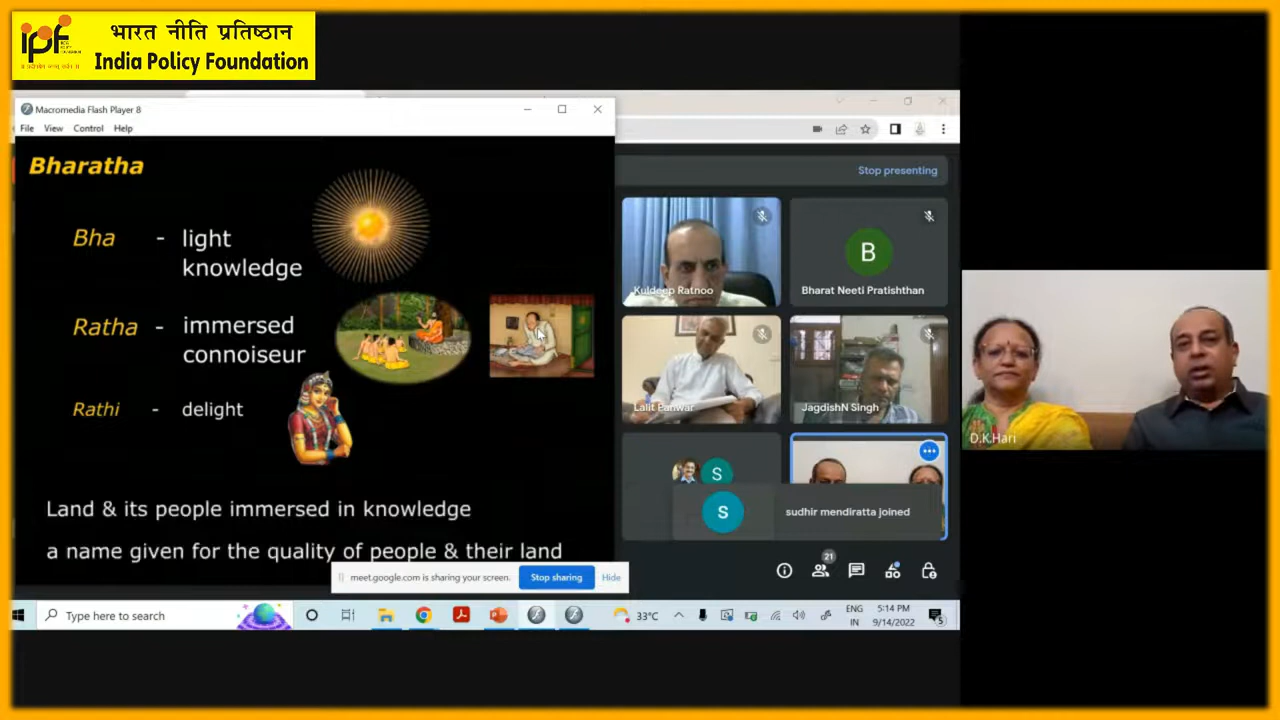 ipf
भारत नीति प्रतिष्ठान
India Policy Foundation
Macromedia Flash Player 8
File View Control Help
Bharatha
Bha - light
knowledge
Ratha - immersed
connoiseur
Rathi - delight
Land & its people immersed in knowledge
a name given for the quality of people & their land
Stop presenting
Kuldeep Ratnoo
B
Bharat Neeti Pratishthan
Lalit Panwar
JagdishN Singh
S
S
sudhir mendiratta joined
21
D.K.Hari
meet.google.com is sharing your screen.
Stop sharing
Hide
Type here to search
33°C
ENG
IN
5:14 PM
9/14/2022
5